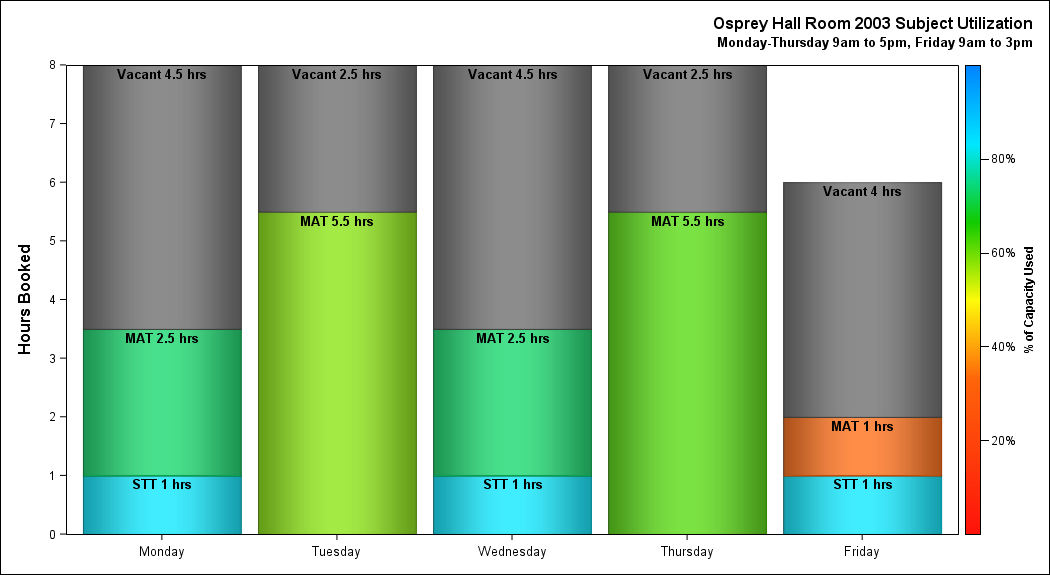 Osprey Hall Room 2003 Subject Utilization
Monday-Thursday 9am to 5pm, Friday 9am to 3pm
Hours Booked
8
7
6
5
4
3
2
1
0
Vacant 4.5 hrs
MAT 2.5 hrs
STT 1 hrs
Vacant 2.5 hrs
MAT 5.5 hrs
Vacant 4.5 hrs
MAT 2.5 hrs
STT 1 hrs
Vacant 2.5 hrs
MAT 5.5 hrs
Vacant 4 hrs
MAT 1 hrs
STT 1 hrs
Monday
Tuesday
Wednesday
Thursday
Friday
80%
60%
40%
20%
% of Capacity Used